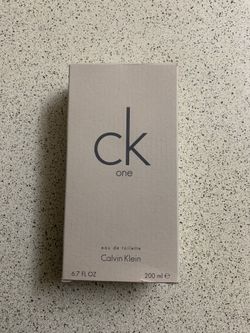 ck
one
eau de toilette
Calvin Klein
6.7 FL OZ 200 ml ℮